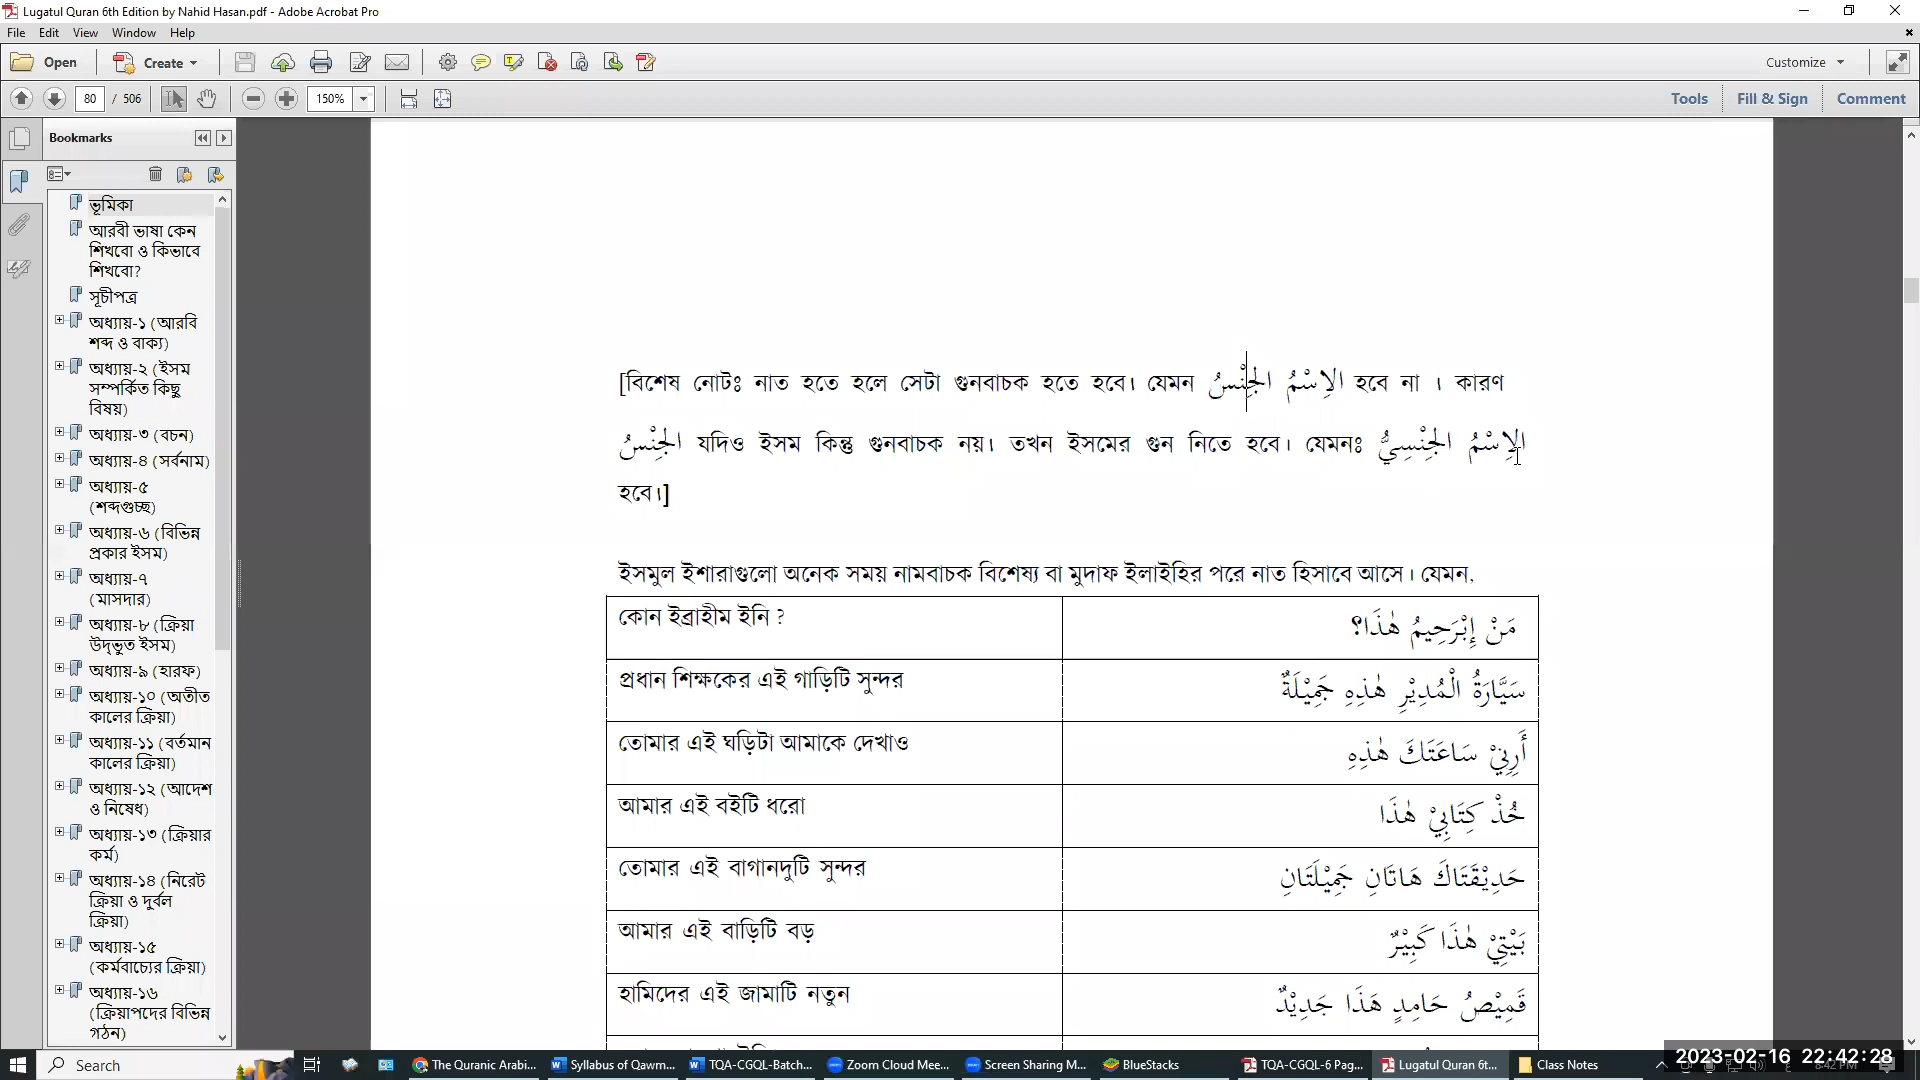 Lugatul Quran 6th Edition by Nahid Hasan.pdf - Adobe Acrobat Pro
File Edit View Window Help
Open Create Customize
80 / 506 150% Tools Fill & Sign Comment
Bookmarks
ভূমিকা
আরবী ভাষা কেন
শিখবো ও কিভাবে
শিখবো?
সূচীপত্র
অধ্যায়-১ (আরবি
শব্দ ও বাক্য)
অধ্যায়-২ (ইসম
সম্পর্কিত কিছু
বিষয়)
অধ্যায়-৩ (বচন)
অধ্যায়-৪ (সর্বনাম)
অধ্যায়-৫
(শব্দগুচ্ছ)
অধ্যায়-৬ (বিভিন্ন
প্রকার ইসম)
অধ্যায়-৭
(মাসদার)
অধ্যায়-৮ (ক্রিয়া
উদ্ভুত ইসম)
অধ্যায়-৯ (হারফ)
অধ্যায়-১০ (অতীত
কালের ক্রিয়া)
অধ্যায়-১১ (বর্তমান
কালের ক্রিয়া)
অধ্যায়-১২ (আদেশ
ও নিষেধ)
অধ্যায়-১৩ (ক্রিয়ার
কর্ম)
অধ্যায়-১৪ (নিরেট
ক্রিয়া ও দুর্বল
ক্রিয়া)
অধ্যায়-১৫
(কর্মবাচ্যের ক্রিয়া)
অধ্যায়-১৬
(ক্রিয়াপদের বিভিন্ন
গঠন)
[বিশেষ নোটঃ নাত হতে হলে সেটা গুনবাচক হতে হবে। যেমন الاِسْمُ الجِنْسُ হবে না । কারণ
الجِنْسُ যদিও ইসম কিন্তু গুনবাচক নয়। তখন ইসমের গুন নিতে হবে। যেমনঃ الاِسْمُ الجِنْسِيُّ
হবে।]
ইসমুল ইশারাগুলো অনেক সময় নামবাচক বিশেষ্য বা মুদাফ ইলাইহির পরে নাত হিসাবে আসে। যেমন,
কোন ইব্রাহীম ইনি ? مَنْ إِبْرَحِيمُ هٰذَا؟
প্রধান শিক্ষকের এই গাড়িটি সুন্দর سَيَّارَةُ الْمُدِيْرِ هٰذِهِ جَمِيْلَةٌ
তোমার এই ঘড়িটা আমাকে দেখাও أَرِنِيْ سَاعَتَكَ هٰذِهِ
আমার এই বইটি ধরো خُذْ كِتَابِيْ هٰذَا
তোমার এই বাগানদুটি সুন্দর حَدِيْقَتَاكَ هَاتَانِ جَمِيْلَتَانِ
আমার এই বাড়িটি বড় بَيْتِيْ هٰذَا كَبِيْرٌ
হামিদের এই জামাটি নতুন قَمِيْصُ حَامِدٍ هَذَا جَدِيْدٌ
Search The Quranic Arabi... Syllabus of Qawm... TQA-CGQL-Batch... Zoom Cloud Mee... Screen Sharing M... BlueStacks TQA-CGQL-6 Pag... Lugatul Quran 6t... Class Notes
2023-02-16 22:42:28